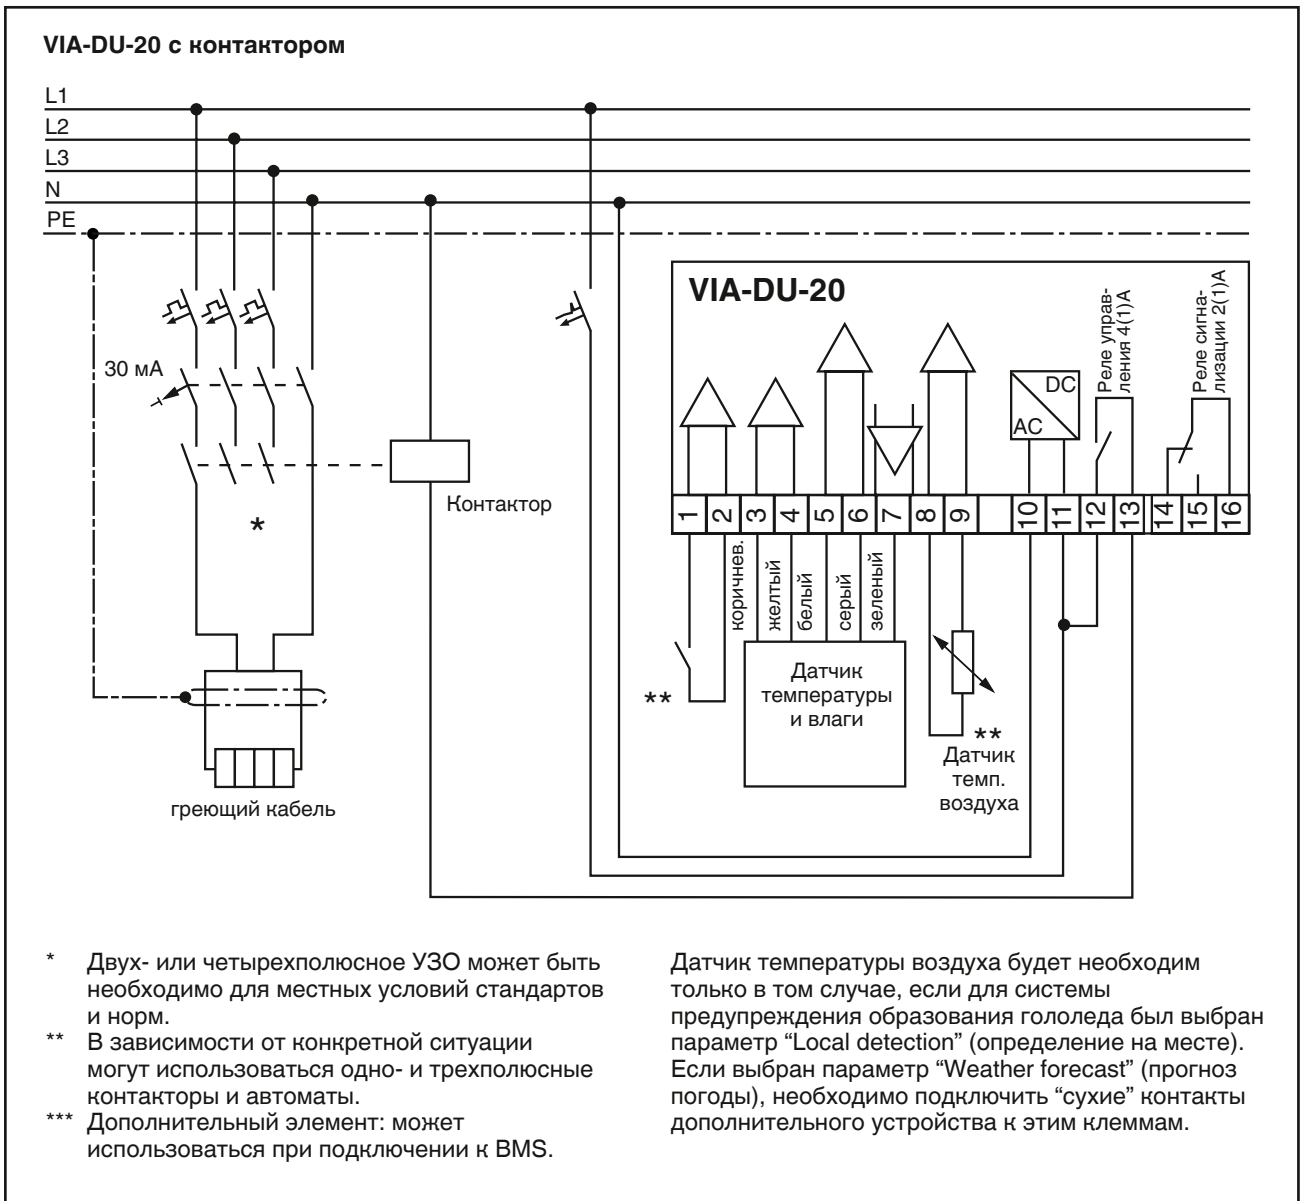 VIA-DU-20 с контактором
L1
L2
L3
N
PE
VIA-DU-20
Реле управ-
ления 4(1)А
Реле сигна-
лизации 2(1)А
30 мА
DC
AC
Контактор
*
1
2
3
4
5
6
7
8
9
10
11
12
13
14
15
16
коричнев.
желтый
белый
серый
зеленый
**
Датчик
температуры
и влаги
**
Датчик
темп.
воздуха
греющий кабель
* Двух- или четырехполюсное УЗО может быть
необходимо для местных условий стандартов
и норм.
** В зависимости от конкретной ситуации
могут использоваться одно- и трехполюсные
контакторы и автоматы.
*** Дополнительный элемент: может
использоваться при подключении к BMS.
Датчик температуры воздуха будет необходим
только в том случае, если для системы
предупреждения образования гололеда был выбран
параметр “Local detection” (определение на месте).
Если выбран параметр “Weather forecast” (прогноз
погоды), необходимо подключить “сухие” контакты
дополнительного устройства к этим клеммам.